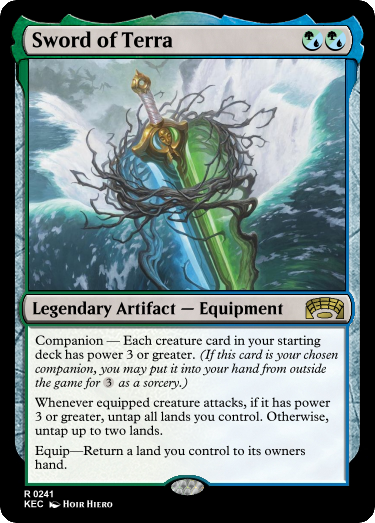 Sword of Terra
Legendary Artifact — Equipment
Companion — Each creature card in your starting
deck has power 3 or greater. (If this card is your chosen
companion, you may put it into your hand from outside
the game for 3 as a sorcery.)
Whenever equipped creature attacks, if it has power
3 or greater, untap all lands you control. Otherwise,
untap up to two lands.
Equip—Return a land you control to its owners
hand.
R 0241
KEC Hoir Hiero